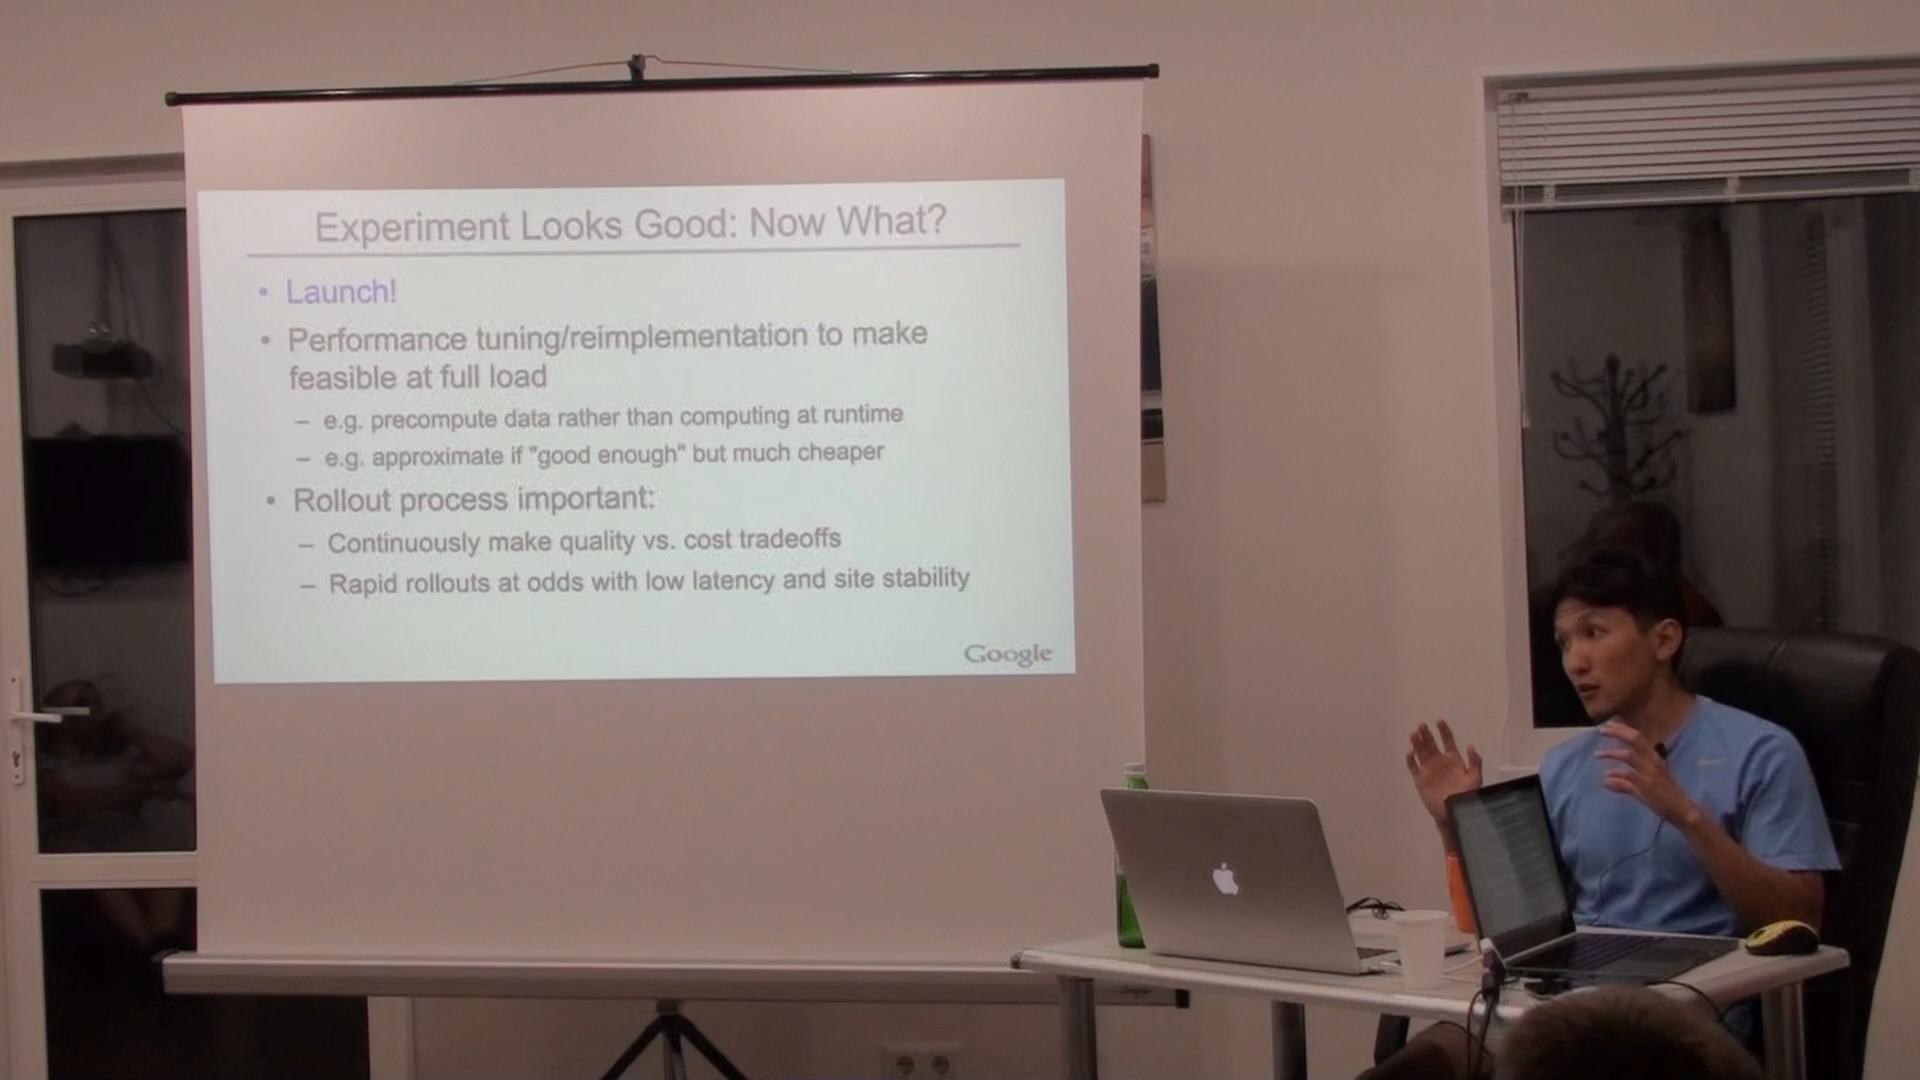 Experiment Looks Good: Now What?
• Launch!
• Performance tuning/reimplementation to make
feasible at full load
– e.g. precompute data rather than computing at runtime
– e.g. approximate if "good enough" but much cheaper
• Rollout process important:
– Continuously make quality vs. cost tradeoffs
– Rapid rollouts at odds with low latency and site stability
Google